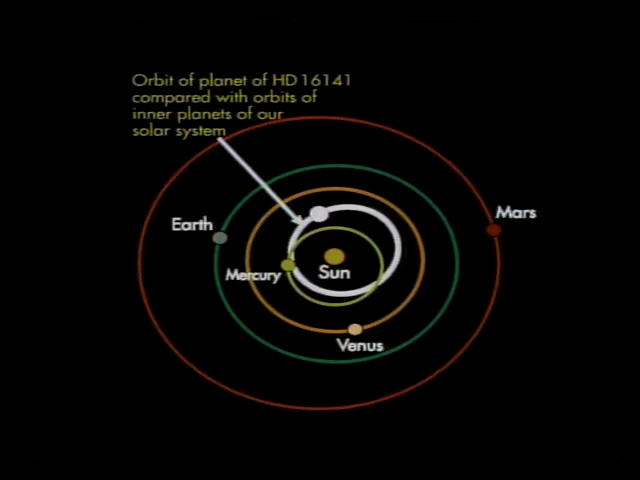 Orbit of planet of HD 16141
compared with orbits of
inner planets of our
solar system
Mars
Earth
Mercury
Sun
Venus